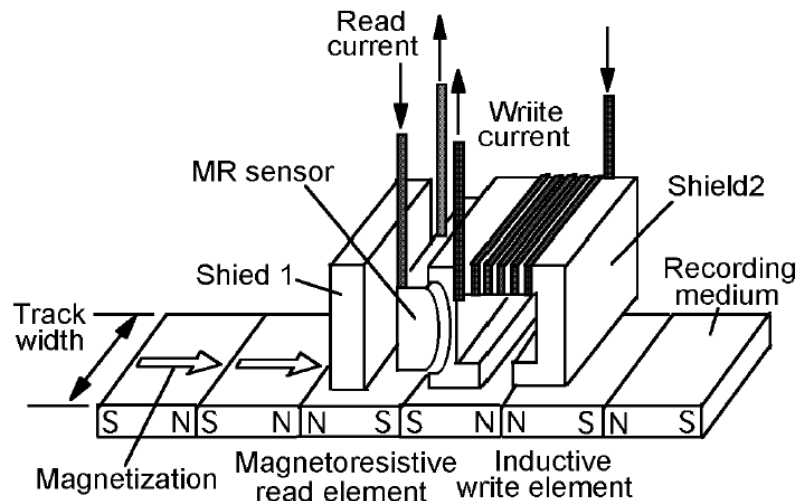 Read
current
Wriite
current
MR sensor
Shield2
Shied 1
Recording
medium
Track
width
S N S N N S S N N S N S
Magnetization
Magnetoresistive
read element
Inductive
write element